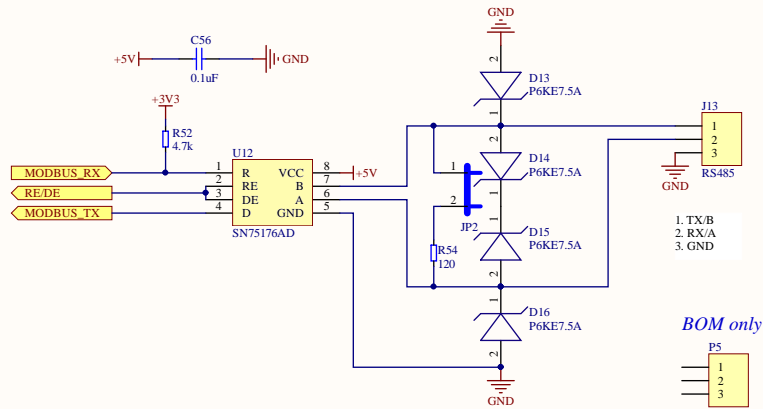 GND
C56
+5V
GND
0.1uF
2
D13
P6KE7.5A
1
+3V3
J13
R52
4.7k
1
2
3
RS485
GND
U12
2
D14
P6KE7.5A
1
MODBUS_RX
RE/DE
MODBUS_TX
1
2
3
4
R
RE
DE
D
VCC
B
A
GND
8
7
6
5
+5V
SN75176AD
1
2
JP2
R54
120
1
D15
P6KE7.5A
2
1. TX/B
2. RX/A
3. GND
1
D16
P6KE7.5A
2
GND
BOM only
P5
1
2
3